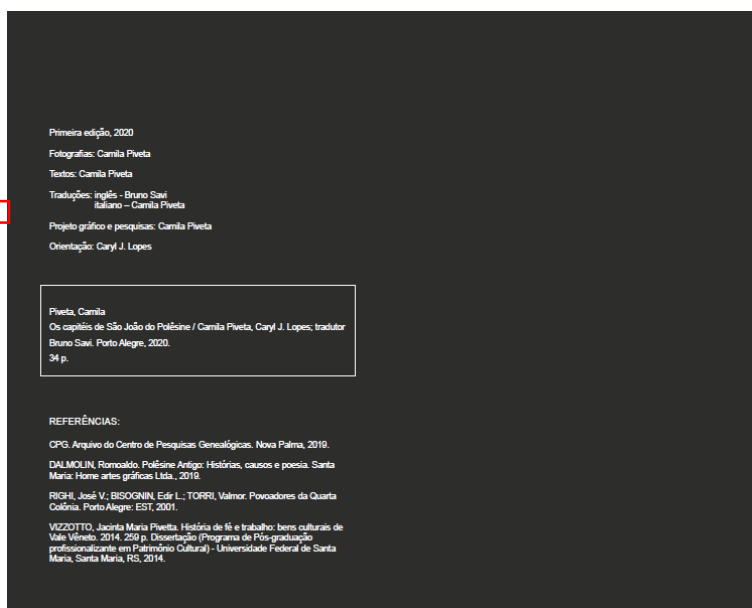 Primeira edição, 2020
Fotografias: Camila Piveta
Textos: Camila Piveta
Traduções: inglês - Bruno Savi
italiano – Camila Piveta
Projeto gráfico e pesquisas: Camila Piveta
Orientação: Caryl J. Lopes
Piveta, Camila
Os capitéis de São João do Polêsine / Camila Piveta, Caryl J. Lopes; tradutor
Bruno Savi. Porto Alegre, 2020.
34 p.
REFERÊNCIAS:
CPG. Arquivo do Centro de Pesquisas Genealógicas. Nova Palma, 2019.
DALMOLIN, Romoaldo. Polêsine Antigo: Histórias, causos e poesia. Santa
Maria: Home artes gráficas Ltda., 2019.
RIGHI, José V.; BISOGNIN, Edir L.; TORRI, Valmor. Povoadores da Quarta
Colônia. Porto Alegre: EST, 2001.
VIZZOTTO, Jacinta Maria Pivetta. História de fé e trabalho: bens culturais de
Vale Vêneto. 2014. 259 p. Dissertação (Programa de Pós-graduação
profissionalizante em Patrimônio Cultural) - Universidade Federal de Santa
Maria, Santa Maria, RS, 2014.